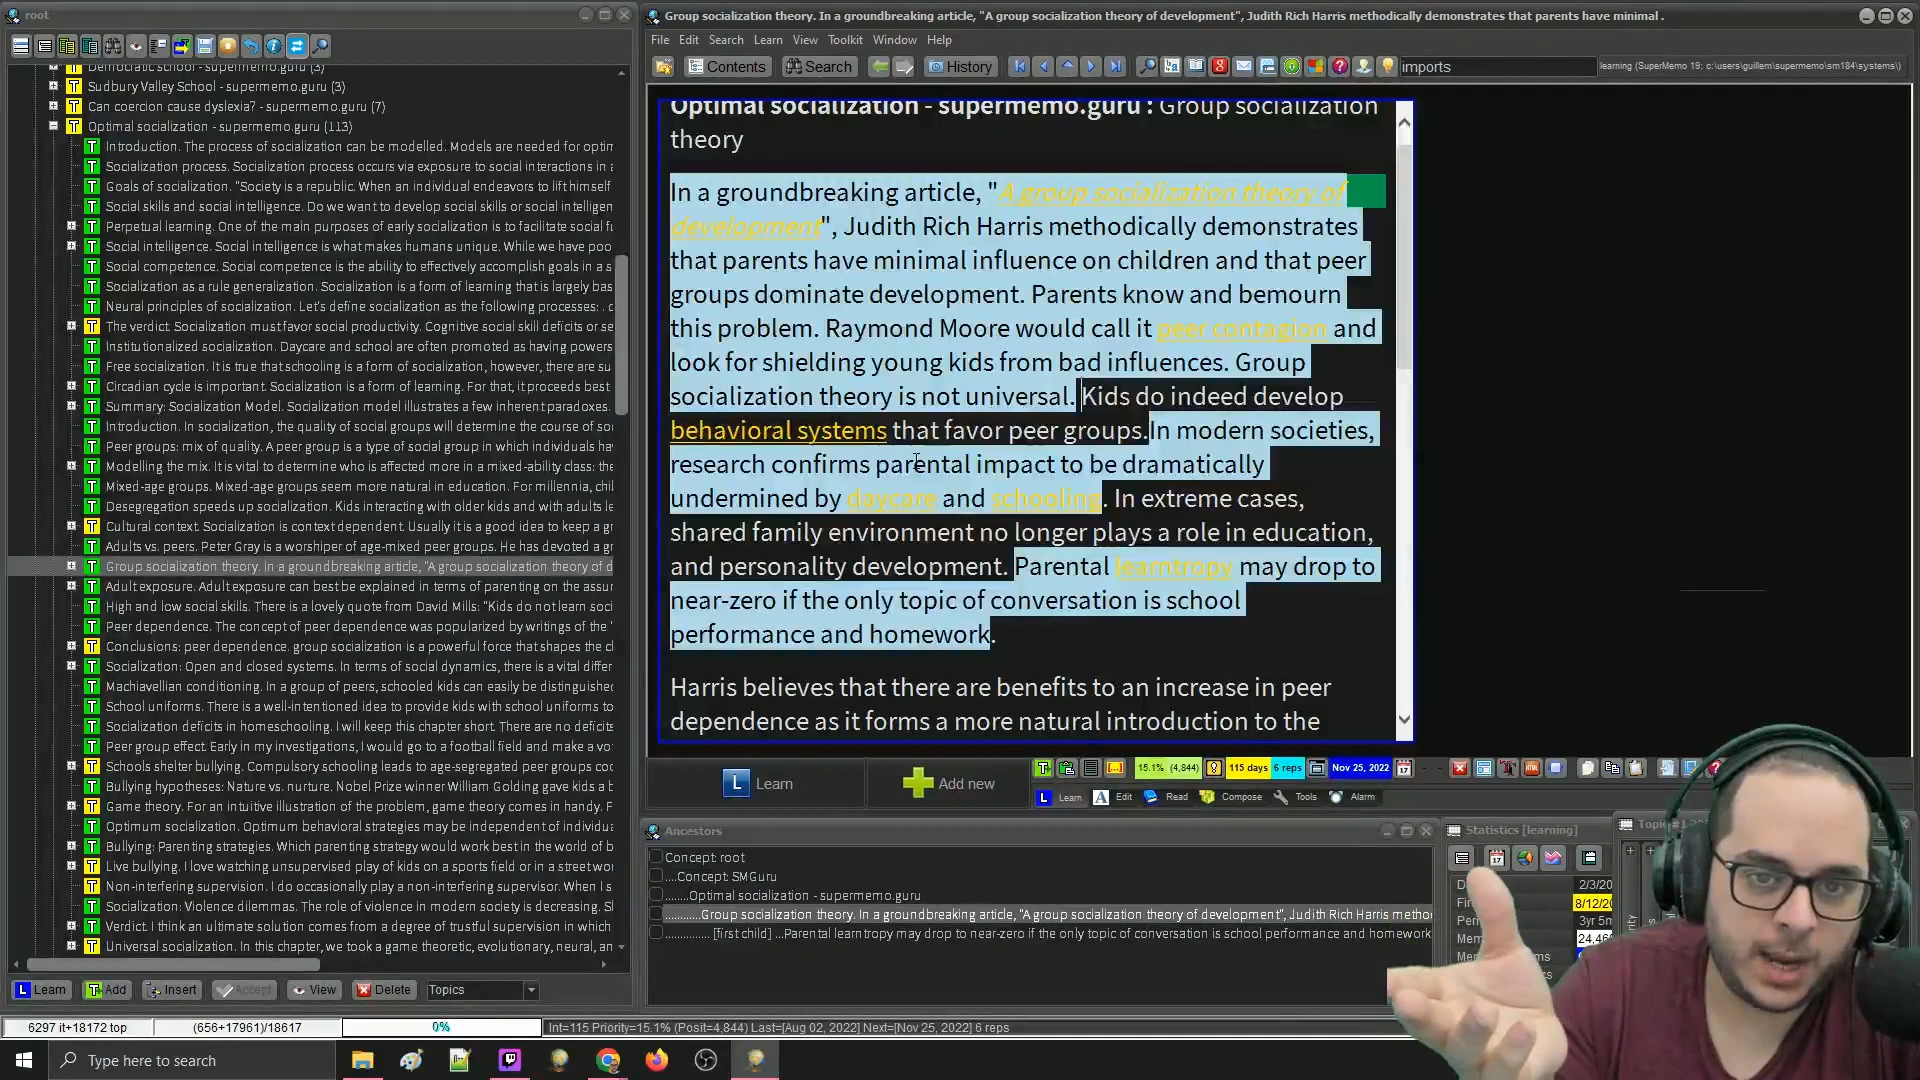 root
Democratic school - supermemo.guru (3)
Sudbury Valley School - supermemo.guru (3)
Can coercion cause dyslexia? - supermemo.guru (7)
Optimal socialization - supermemo.guru (113)
Introduction. The process of socialization can be modelled. Models are needed for optim
Socialization process. Socialization process occurs via exposure to social interactions in a
Goals of socialization. "Society is a republic. When an individual endeavors to lift himself
Social skills and social intelligence. Do we want to develop social skills or social intelligen
Perpetual learning. One of the main purposes of early socialization is to facilitate social fu
Social intelligence. Social intelligence is what makes humans unique. While we have poo
Social competence. Social competence is the ability to effectively accomplish goals in a s
Socialization as a rule generalization. Socialization is a form of learning that is largely bas
Neural principles of socialization. Let's define socialization as the following processes: . c
The verdict. Socialization must favor social productivity. Cognitive social skill deficits or se
Institutionalized socialization. Daycare and school are often promoted as having powers
Free socialization. It is true that schooling is a form of socialization, however, there are su
Circadian cycle is important. Socialization is a form of learning. For that, it proceeds best
Summary: Socialization Model. Socialization model illustrates a few inherent paradoxes.
Introduction. In socialization, the quality of social groups will determine the course of soc
Peer groups: mix of quality. A peer group is a type of social group in which individuals hav
Modelling the mix. It is vital to determine who is affected more in a mixed-ability class: the
Mixed-age groups. Mixed-age groups seem more natural in education. For millennia, chil
Desegregation speeds up socialization. Kids interacting with older kids and with adults le
Cultural context. Socialization is context dependent. Usually it is a good idea to keep a gr
Adults vs. peers. Peter Gray is a worshiper of age-mixed peer groups. He has devoted a gr
Group socialization theory. In a groundbreaking article, "A group socialization theory of d
Adult exposure. Adult exposure can best be explained in terms of parenting on the assu
High and low social skills. There is a lovely quote from David Mills: "Kids do not learn soci
Peer dependence. The concept of peer dependence was popularized by writings of the "
Conclusions: peer dependence. group socialization is a powerful force that shapes the cl
Socialization: Open and closed systems. In terms of social dynamics, there is a vital differ
Machiavellian conditioning. In a group of peers, schooled kids can easily be distinguished
School uniforms. There is a well-intentioned idea to provide kids with school uniforms to
Socialization deficits in homeschooling. I will keep this chapter short. There are no deficits
Peer group effect. Early in my investigations, I would go to a football field and make a vo
Schools shelter bullying. Compulsory schooling leads to age-segregated peer groups coo
Bullying hypotheses: Nature vs. nurture. Nobel Prize winner William Golding gave kids a b
Game theory. For an intuitive illustration of the problem, game theory comes in handy. F
Optimum socialization. Optimum behavioral strategies may be independent of individua
Bullying: Parenting strategies. Which parenting strategy would work best in the world of b
Live bullying. I love watching unsupervised play of kids on a sports field or in a street wor
Non-interfering supervision. I do occasionally play a non-interfering supervisor. When I s
Socialization: Violence dilemmas. The role of violence in modern society is decreasing. Sl
Verdict. I think an ultimate solution comes from a degree of trustful supervision in which
Universal socialization. In this chapter, we took a game theoretic, evolutionary, neural, an
Learn Add Insert Accept View Delete Topics
6297 it+18172 top (656+17961)/18617 0% Int=115 Priority=15.1% (Posit=4,844) Last=[Aug 02, 2022] Next=[Nov 25, 2022] 6 reps
Group socialization theory. In a groundbreaking article, "A group socialization theory of development", Judith Rich Harris methodically demonstrates that parents have minimal .
File Edit Search Learn View Toolkit Window Help
Contents Search History imports learning (SuperMemo 19: c:\users\guillem\supermemo\sm184\systems\)
Optimal socialization - supermemo.guru : Group socialization
theory
In a groundbreaking article, "A group socialization theory of
development", Judith Rich Harris methodically demonstrates
that parents have minimal influence on children and that peer
groups dominate development. Parents know and bemourn
this problem. Raymond Moore would call it peer contagion and
look for shielding young kids from bad influences. Group
socialization theory is not universal. Kids do indeed develop
behavioral systems that favor peer groups.In modern societies,
research confirms parental impact to be dramatically
undermined by daycare and schooling. In extreme cases,
shared family environment no longer plays a role in education,
and personality development. Parental learntropy may drop to
near-zero if the only topic of conversation is school
performance and homework.
Harris believes that there are benefits to an increase in peer
dependence as it forms a more natural introduction to the
Learn Add new
15.1% (4,844) 115 days 6 reps Nov 25, 2022
Learn Edit Read Compose Tools Alarm
Ancestors
Concept: root
....Concept: SMGuru
........Optimal socialization - supermemo.guru
............Group socialization theory. In a groundbreaking article, "A group socialization theory of development", Judith Rich Harris metho
................ [first child] ...Parental learntropy may drop to near-zero if the only topic of conversation is school performance and homework
Statistics [learning]
2/3/20
Fir 8/12/20
Per 3yr 5m
Mem 24.46
Mem
Type here to search